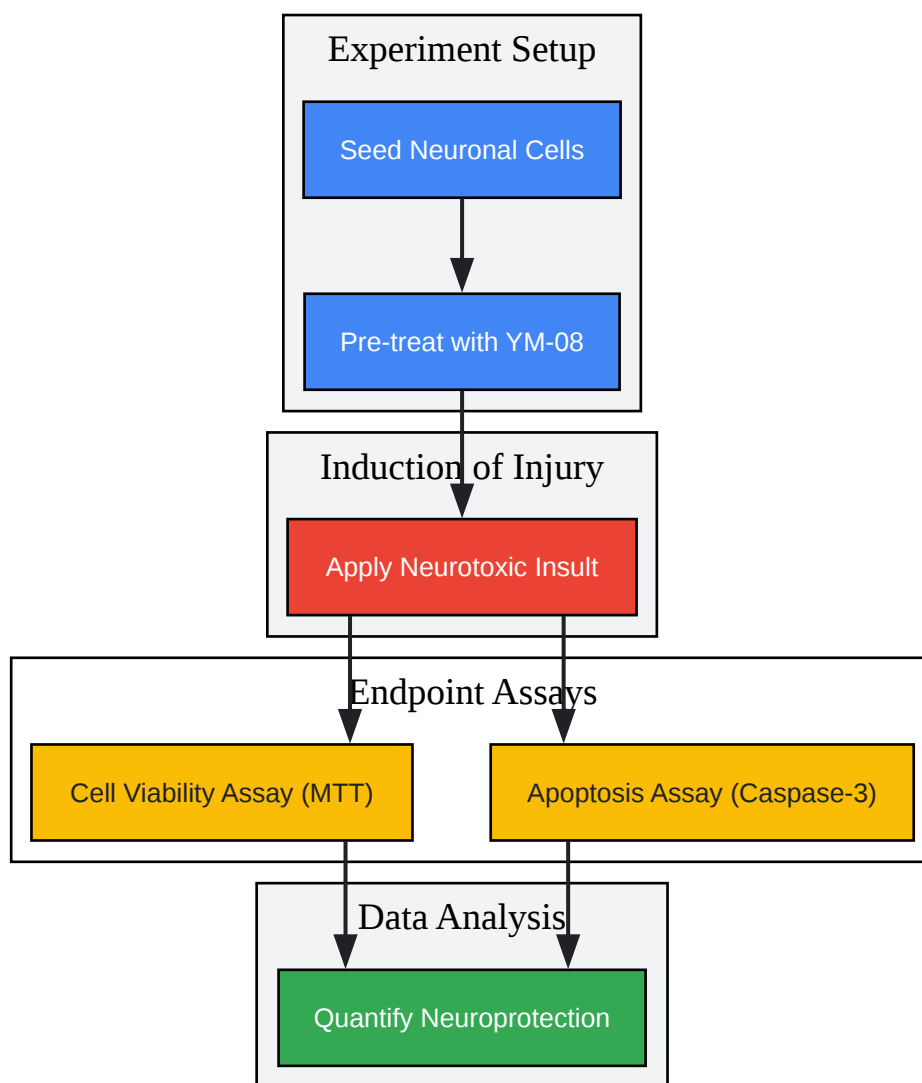 Experiment Setup
Seed Neuronal Cells
Pre-treat with YM-08
Induction of Injury
Apply Neurotoxic Insult
Endpoint Assays
Cell Viability Assay (MTT)
Apoptosis Assay (Caspase-3)
Data Analysis
Quantify Neuroprotection